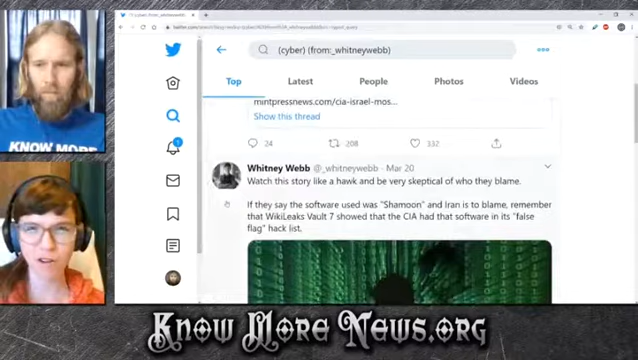 (cyber) (from:_whitneywebb)
Top
Latest
People
Photos
Videos
mintpressnews.com/cia-israel-mos...
Show this thread
24
208
332
Whitney Webb @_whitneywebb · Mar 20
Watch this story like a hawk and be very skeptical of who they blame.
If they say the software used was "Shamoon" and Iran is to blame, remember
that WikiLeaks Vault 7 showed that the CIA had that software in its "false
flag" hack list.
KNOW MORE
KNOW MORE NEWS.ORG